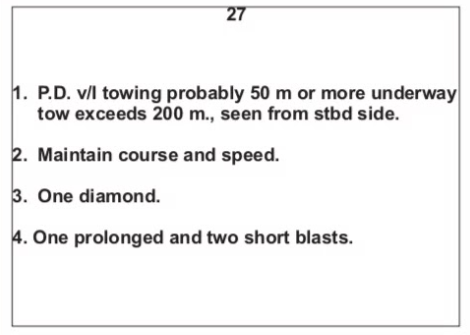 27
1. P.D. v/l towing probably 50 m or more underway
tow exceeds 200 m., seen from stbd side.
2. Maintain course and speed.
3. One diamond.
4. One prolonged and two short blasts.